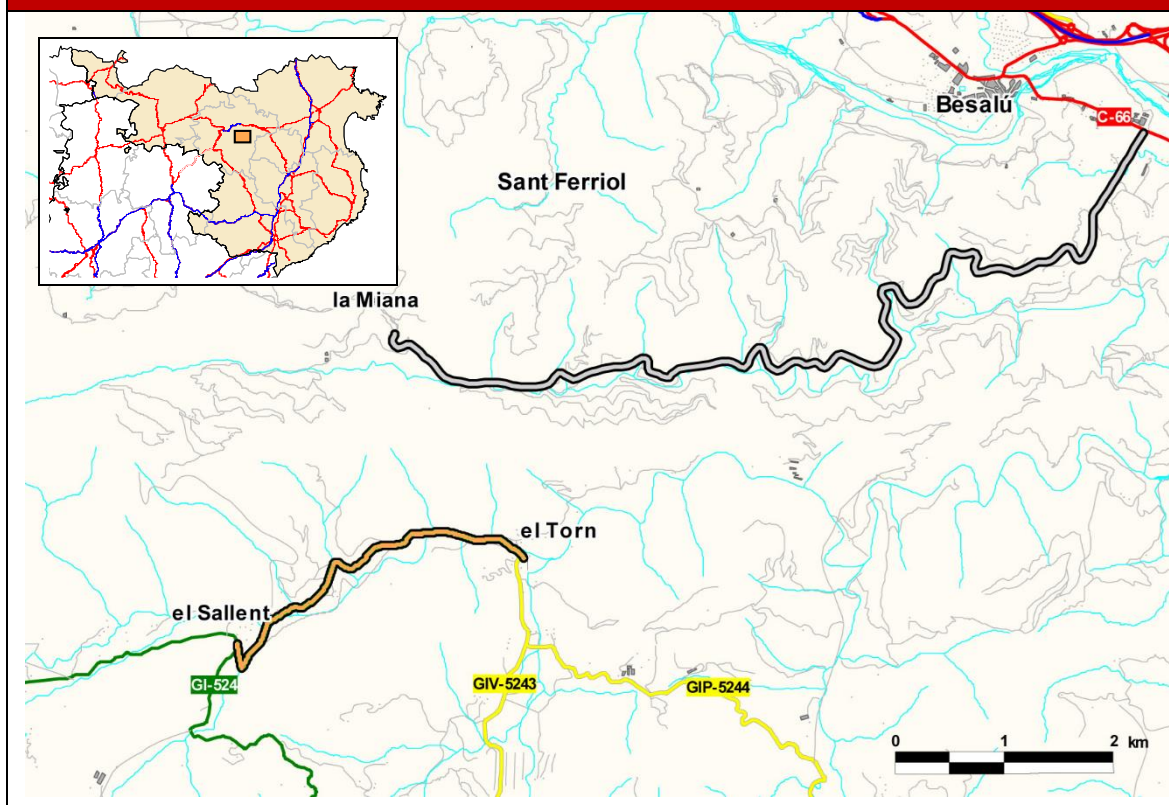 Besalú
C-66
Sant Ferriol
la Miana
el Torn
el Sallent
GI-524
GIV-5243
GIP-5244
0 1 2 km